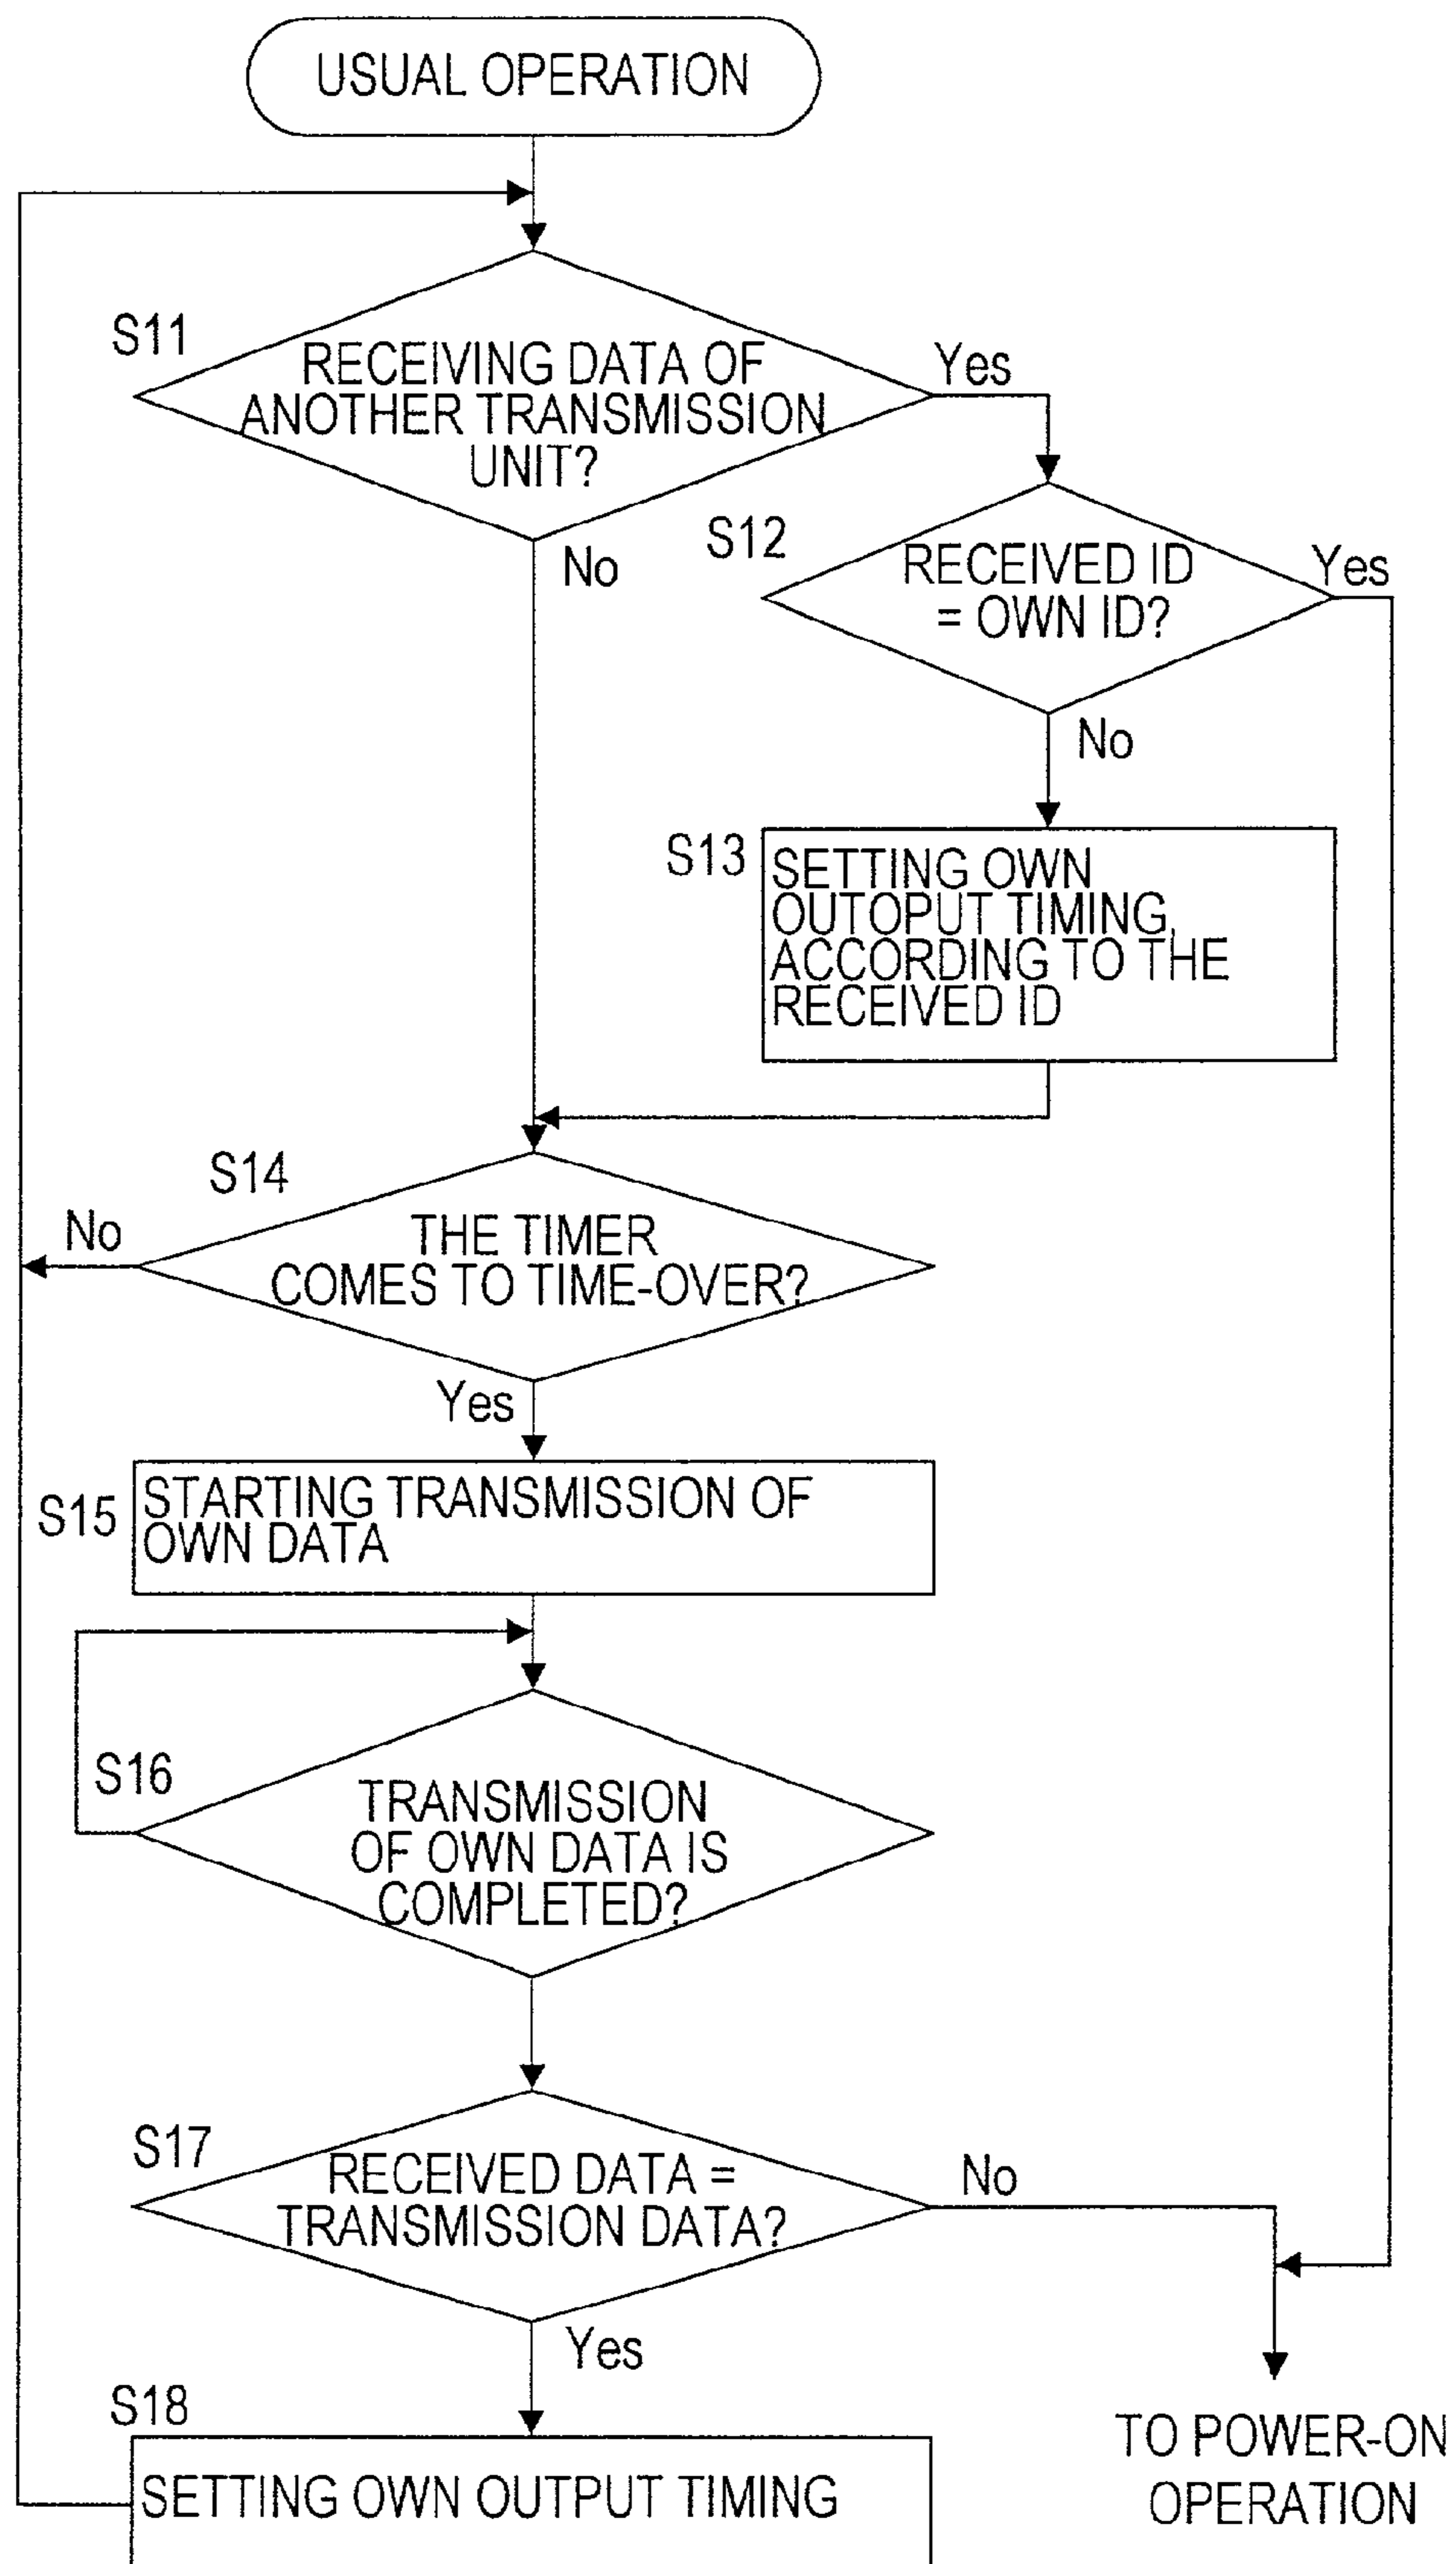 USUAL OPERATION
S11
RECEIVING DATA OF
ANOTHER TRANSMISSION
UNIT?
Yes
No
S12
RECEIVED ID
= OWN ID?
Yes
No
S13
SETTING OWN
OUTOPUT TIMING,
ACCORDING TO THE
RECEIVED ID
S14
THE TIMER
COMES TO TIME-OVER?
No
Yes
S15
STARTING TRANSMISSION OF
OWN DATA
S16
TRANSMISSION
OF OWN DATA IS
COMPLETED?
S17
RECEIVED DATA =
TRANSMISSION DATA?
No
Yes
S18
SETTING OWN OUTPUT TIMING
TO POWER-ON
OPERATION